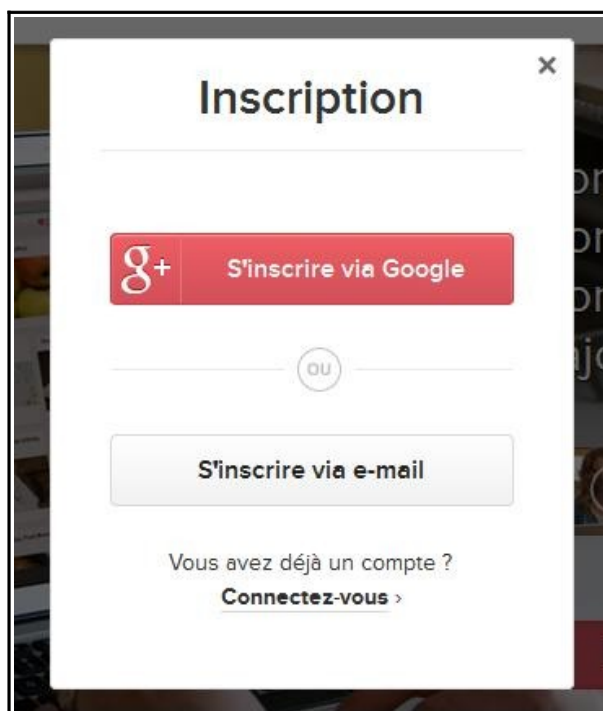 Inscription
×
g+ S'inscrire via Google
OU
S'inscrire via e-mail
Vous avez déjà un compte ?
Connectez-vous ›